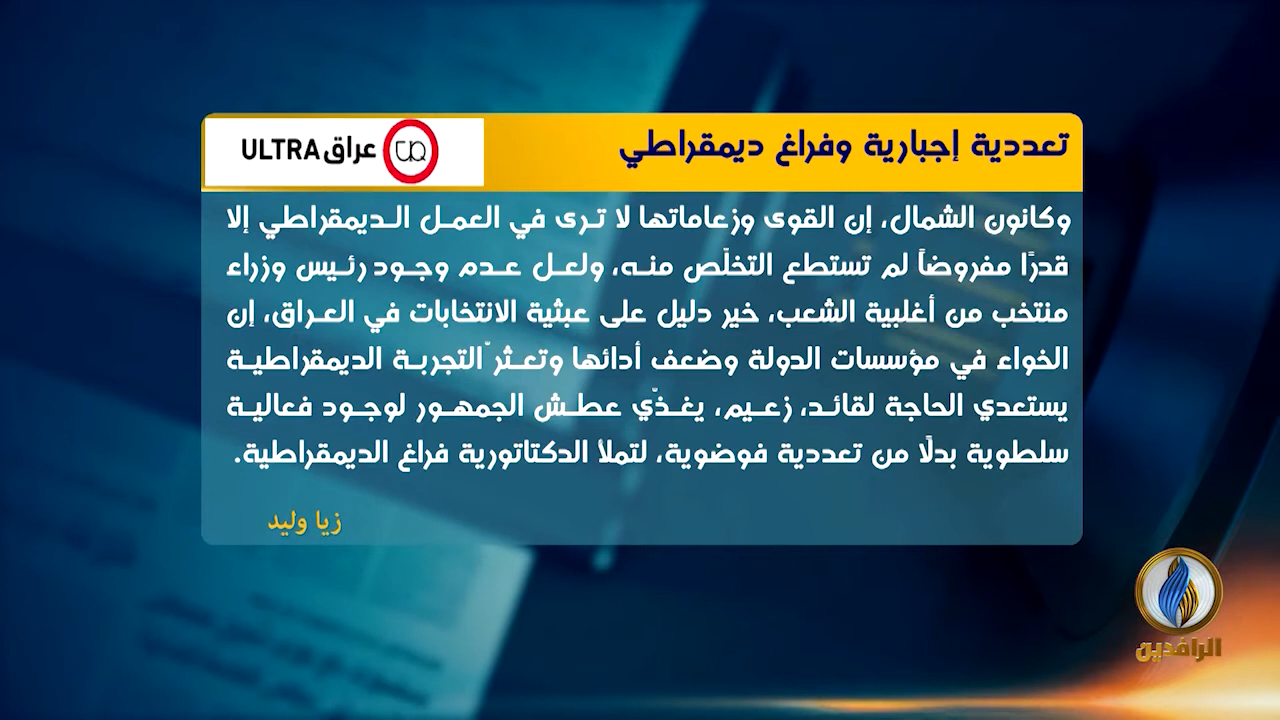 تعددية إجبارية وفراغ ديمقراطي
عراق ULTRA
وكانون الشمال، إن القوى وزعاماتها لا ترى في العمل الديمقراطي إلا
قدرًا مفروضاً لم تستطع التخلّص منه، ولعل عدم وجود رئيس وزراء
منتخب من أغلبية الشعب، خير دليل على عبثية الانتخابات في العراق، إن
الخواء في مؤسسات الدولة وضعف أدائها وتعثرّ التجربة الديمقراطية
يستعدي الحاجة لقائد، زعيم، يغذّي عطش الجمهور لوجود فعالية
سلطوية بدلًا من تعددية فوضوية، لتملأ الدكتاتورية فراغ الديمقراطية.
زيا وليد
الرافدين